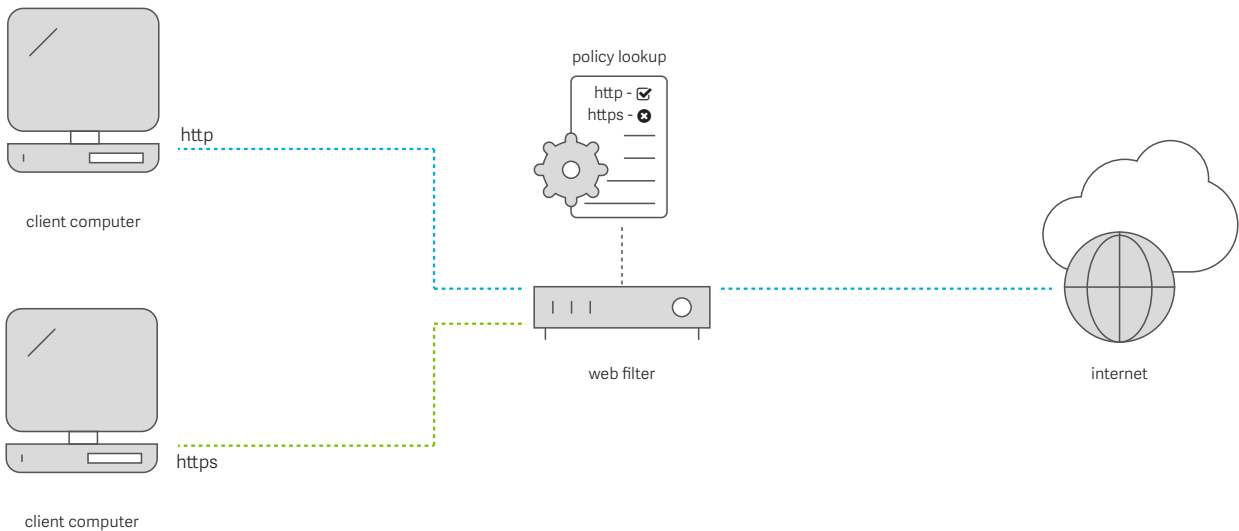 http
client computer
policy lookup
http -
https -
web filter
internet
https
client computer